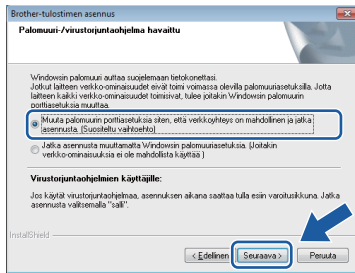 Brother-tulostimen asennus
Palomuuri-/virustorjuntaohjelma havaittu
Windowsin palomuuri auttaa suojelemaan tietokonettasi.
Jotkut laitteen verkko-ominaisuudet eivät toimi voimassa olevilla palomuuriasetuksilla. Jotta
laitteen kaikki verkko-ominaisuudet toimisivat, tulee joitakin Windowsin palomuurin
porttiasetuksia muuttaa.
Muuta palomuurin porttiasetuksia siten, että verkkoyhteys on mahdollinen ja jatka
asennusta. (Suositeltu vaihtoehto)
Jatka asennusta muuttamatta Windowsin palomuuriasetuksia. (Joitakin
verkko-ominaisuuksia ei ole mahdollista käyttää )
Virustorjuntaohjelmien käyttäjille:
Jos käytät virustorjuntaohjelmaa, asennuksen aikana saattaa tulla esiin varoitusikkuna. Jatka
asennusta valitsemalla "salli".
InstallShield
< Edellinen Seuraava > Peruuta